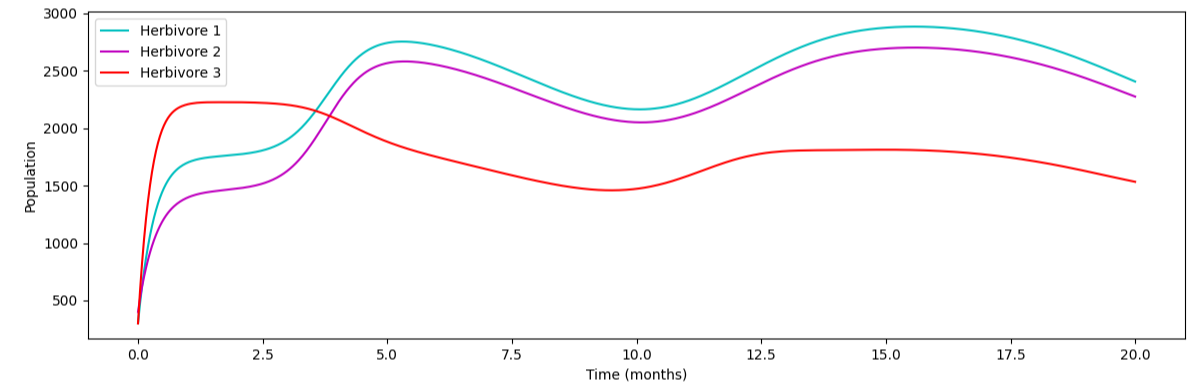 3000
2500
2000
1500
1000
500
Population
Herbivore 1
Herbivore 2
Herbivore 3
0.0 2.5 5.0 7.5 10.0 12.5 15.0 17.5 20.0
Time (months)